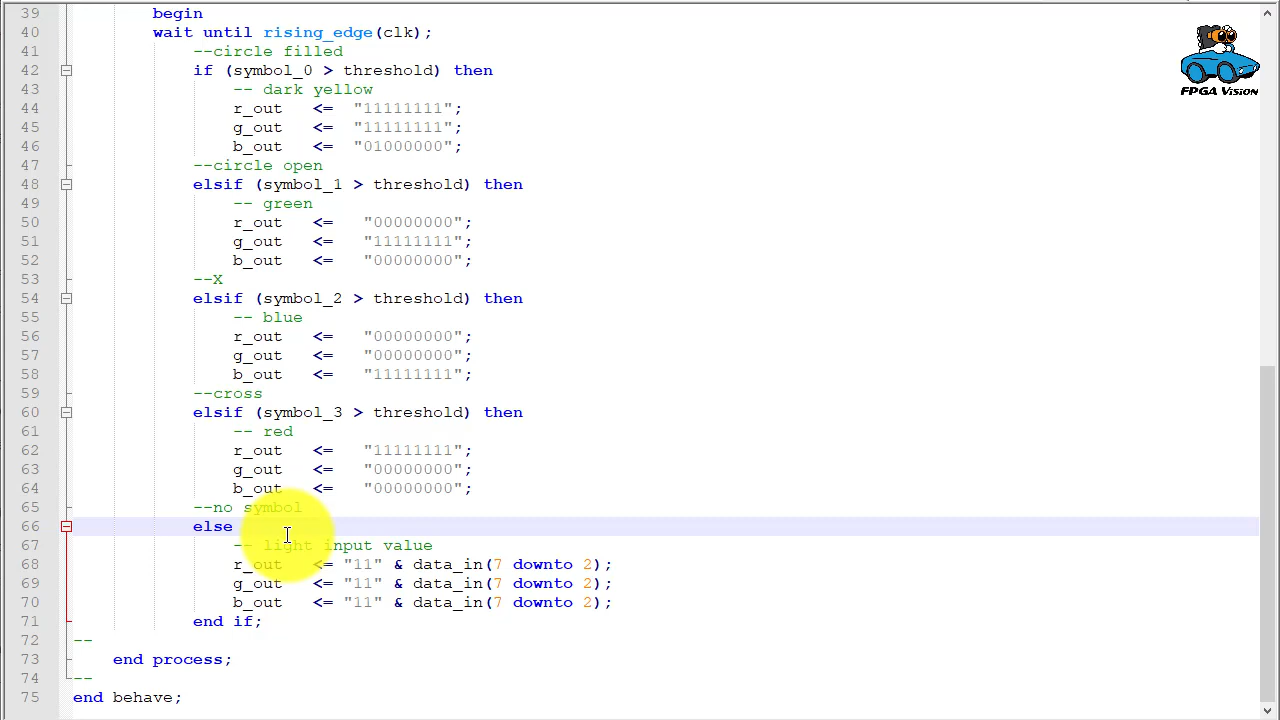 39 begin
40 wait until rising_edge(clk);
41 --circle filled
42 if (symbol_0 > threshold) then
43 -- dark yellow
44 r_out <= "11111111";
45 g_out <= "11111111";
46 b_out <= "01000000";
47 --circle open
48 elsif (symbol_1 > threshold) then
49 -- green
50 r_out <= "00000000";
51 g_out <= "11111111";
52 b_out <= "00000000";
53 --X
54 elsif (symbol_2 > threshold) then
55 -- blue
56 r_out <= "00000000";
57 g_out <= "00000000";
58 b_out <= "11111111";
59 --cross
60 elsif (symbol_3 > threshold) then
61 -- red
62 r_out <= "11111111";
63 g_out <= "00000000";
64 b_out <= "00000000";
65 --no symbol
66 else
67 -- light input value
68 r_out <= "11" & data_in(7 downto 2);
69 g_out <= "11" & data_in(7 downto 2);
70 b_out <= "11" & data_in(7 downto 2);
71 end if;
72 --
73 end process;
74 --
75 end behave;
FPGA Vision